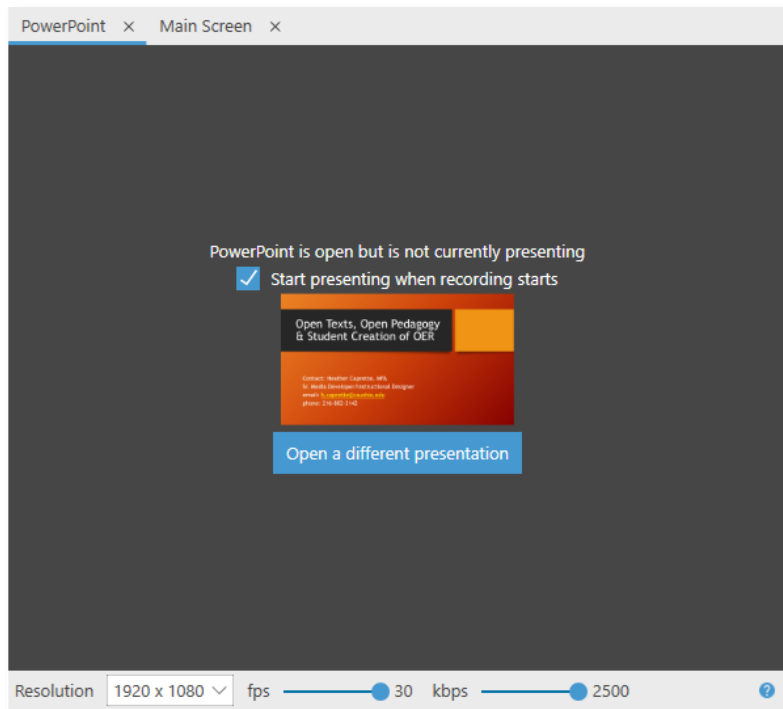 PowerPoint × Main Screen ×
PowerPoint is open but is not currently presenting
Start presenting when recording starts
Open Texts, Open Pedagogy
& Student Creation of OER
Contact: Heather Caprette, MFA
Sr Media Developer/Instructional Designer
email:
phone:
Open a different presentation
Resolution 1920 x 1080 fps 30 kbps 2500 ?